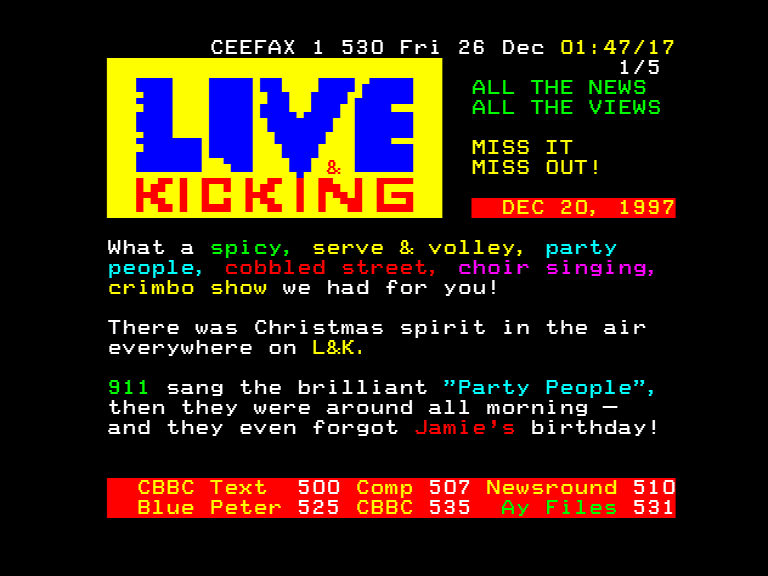 CEEFAX 1 530 Fri 26 Dec 01:47/17
1/5
LIVE
&
KICKING
ALL THE NEWS
ALL THE VIEWS
MISS IT
MISS OUT!
DEC 20, 1997
What a spicy, serve & volley, party
people, cobbled street, choir singing,
crimbo show we had for you!
There was Christmas spirit in the air
everywhere on L&K.
911 sang the brilliant ”Party People”,
then they were around all morning —
and they even forgot Jamie's birthday!
CBBC Text 500 Comp 507 Newsround 510
Blue Peter 525 CBBC 535 Ay Files 531